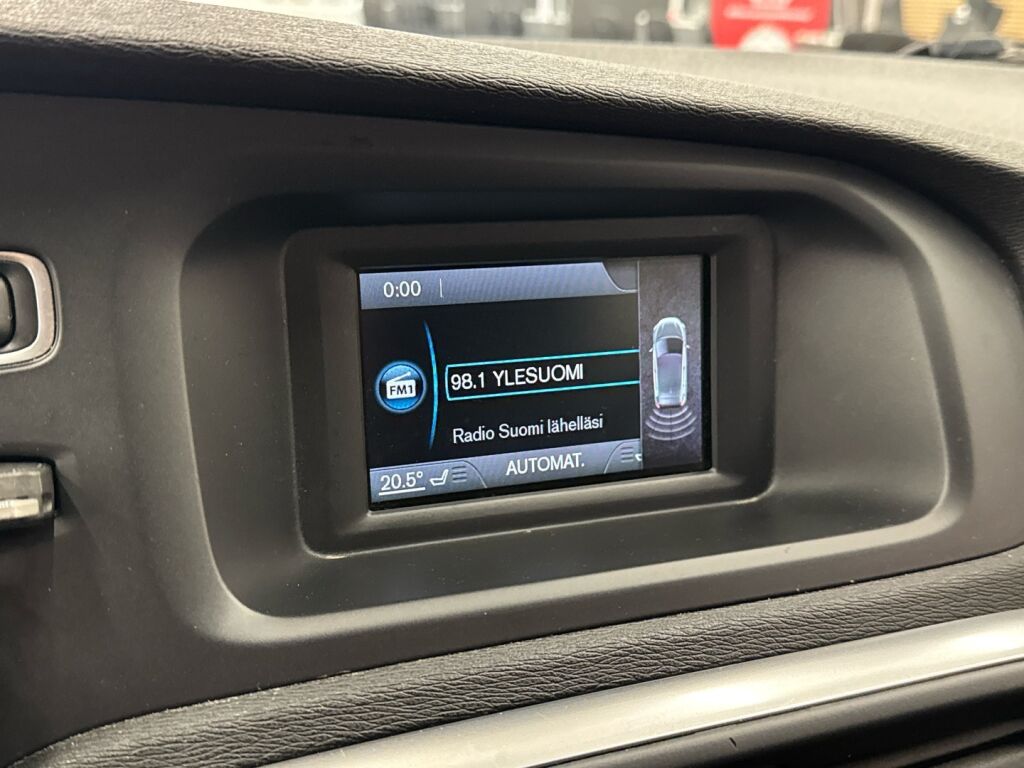 0:00
FM1
98.1 YLESUOMI
Radio Suomi lähelläsi
20.5°
AUTOMAT.